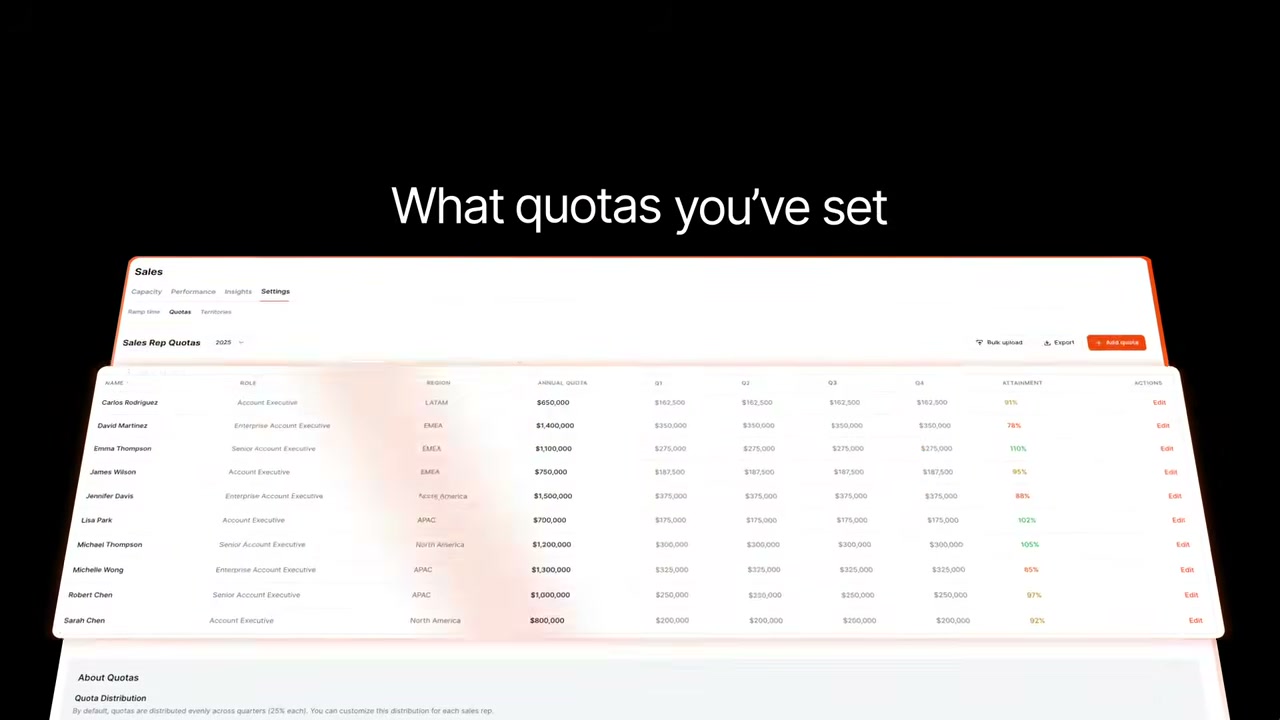 What quotas you've set
Sales
Capacity Performance Insights Settings
Ramp time Quotas Territories
Sales Rep Quotas 2025 Bulk upload Export Add quota
NAME ROLE REGION ANNUAL QUOTA Q1 Q2 Q3 Q4 ATTAINMENT ACTIONS
Carlos Rodriguez Account Executive LATAM $650,000 $162,500 $162,500 $162,500 $162,500 91% Edit
David Martinez Enterprise Account Executive EMEA $1,400,000 $350,000 $350,000 $350,000 $350,000 78% Edit
Emma Thompson Senior Account Executive EMEA $1,100,000 $275,000 $275,000 $275,000 $275,000 110% Edit
James Wilson Account Executive EMEA $750,000 $187,500 $187,500 $187,500 $187,500 95% Edit
Jennifer Davis Enterprise Account Executive North America $1,500,000 $375,000 $375,000 $375,000 $375,000 88% Edit
Lisa Park Account Executive APAC $700,000 $175,000 $175,000 $175,000 $175,000 102% Edit
Michael Thompson Senior Account Executive North America $1,200,000 $300,000 $300,000 $300,000 $300,000 105% Edit
Michelle Wong Enterprise Account Executive APAC $1,300,000 $325,000 $325,000 $325,000 $325,000 85% Edit
Robert Chen Senior Account Executive APAC $1,000,000 $250,000 $250,000 $250,000 $250,000 97% Edit
Sarah Chen Account Executive North America $800,000 $200,000 $200,000 $200,000 $200,000 92% Edit
About Quotas
Quota Distribution
By default, quotas are distributed evenly across quarters (25% each). You can customize this distribution for each sales rep.